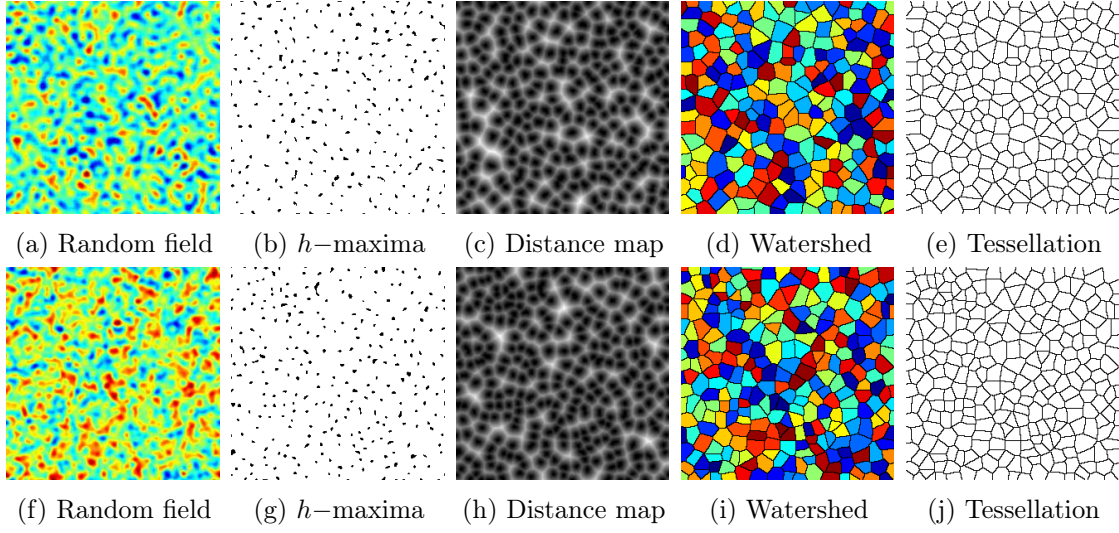 (a) Random field (b) h−maxima (c) Distance map (d) Watershed (e) Tessellation
(f) Random field (g) h−maxima (h) Distance map (i) Watershed (j) Tessellation